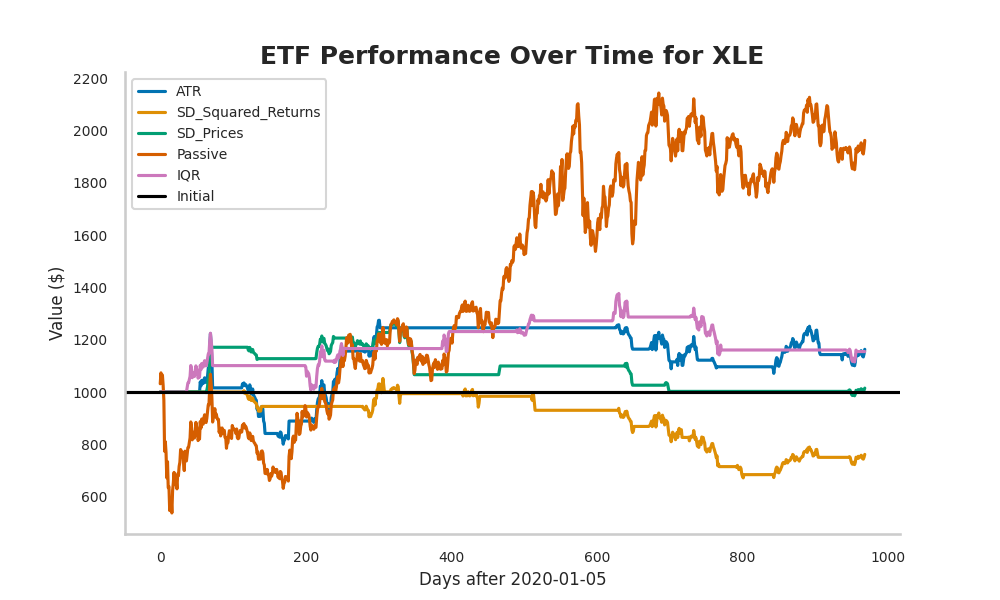 ETF Performance Over Time for XLE
2200
2000
1800
1600
1400
1200
1000
800
600
Value ($)
ATR
SD_Squared_Returns
SD_Prices
Passive
IQR
Initial
0 200 400 600 800 1000
Days after 2020-01-05